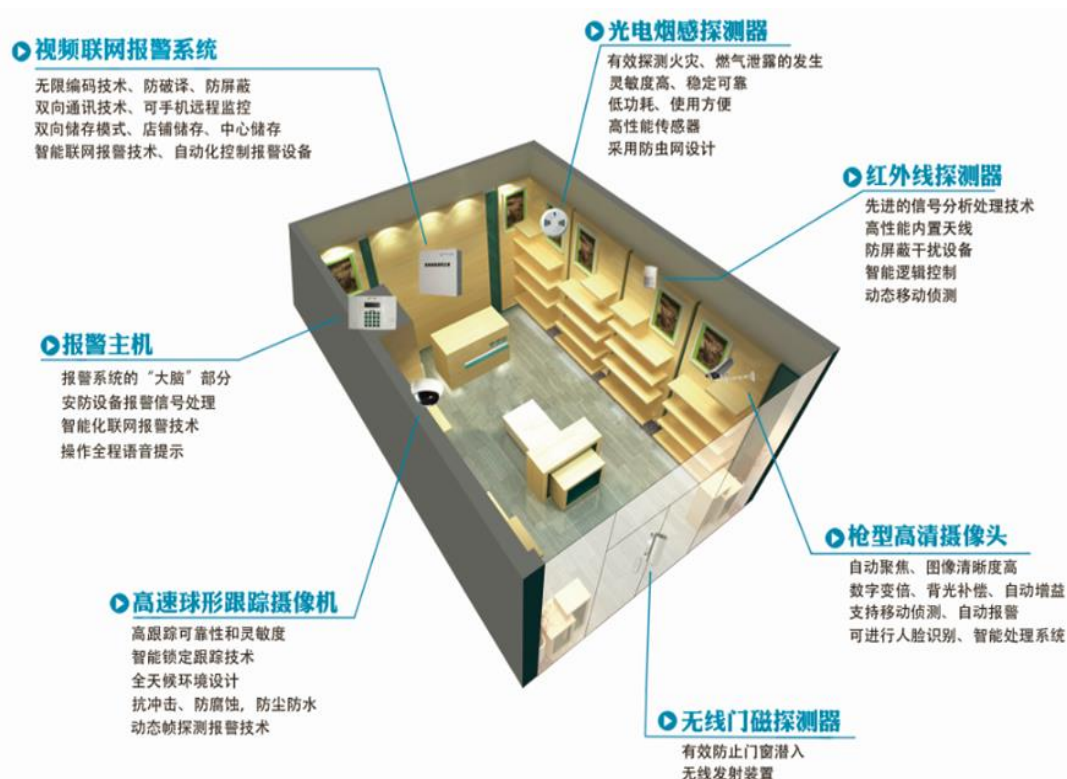 视频联网报警系统
无限编码技术、防破译、防屏蔽
双向通讯技术、可手机远程监控
双向储存模式、店铺储存、中心储存
智能联网报警技术、自动化控制报警设备
光电烟感探测器
有效探测火灾、燃气泄露的发生
灵敏度高、稳定可靠
低功耗、使用方便
高性能传感器
采用防虫网设计
红外线探测器
先进的信号分析处理技术
高性能内置天线
防屏蔽干扰设备
智能逻辑控制
动态移动侦测
报警主机
报警系统的“大脑”部分
安防设备报警信号处理
智能化联网报警技术
操作全程语音提示
枪型高清摄像头
自动聚焦、图像清晰度高
数字变倍、背光补偿、自动增益
支持移动侦测、自动报警
可进行人脸识别、智能处理系统
高速球形跟踪摄像机
高跟踪可靠性和灵敏度
智能锁定跟踪技术
全天候环境设计
抗冲击、防腐蚀，防尘防水
动态帧探测报警技术
无线门磁探测器
有效防止门窗潜入
无线发射装置